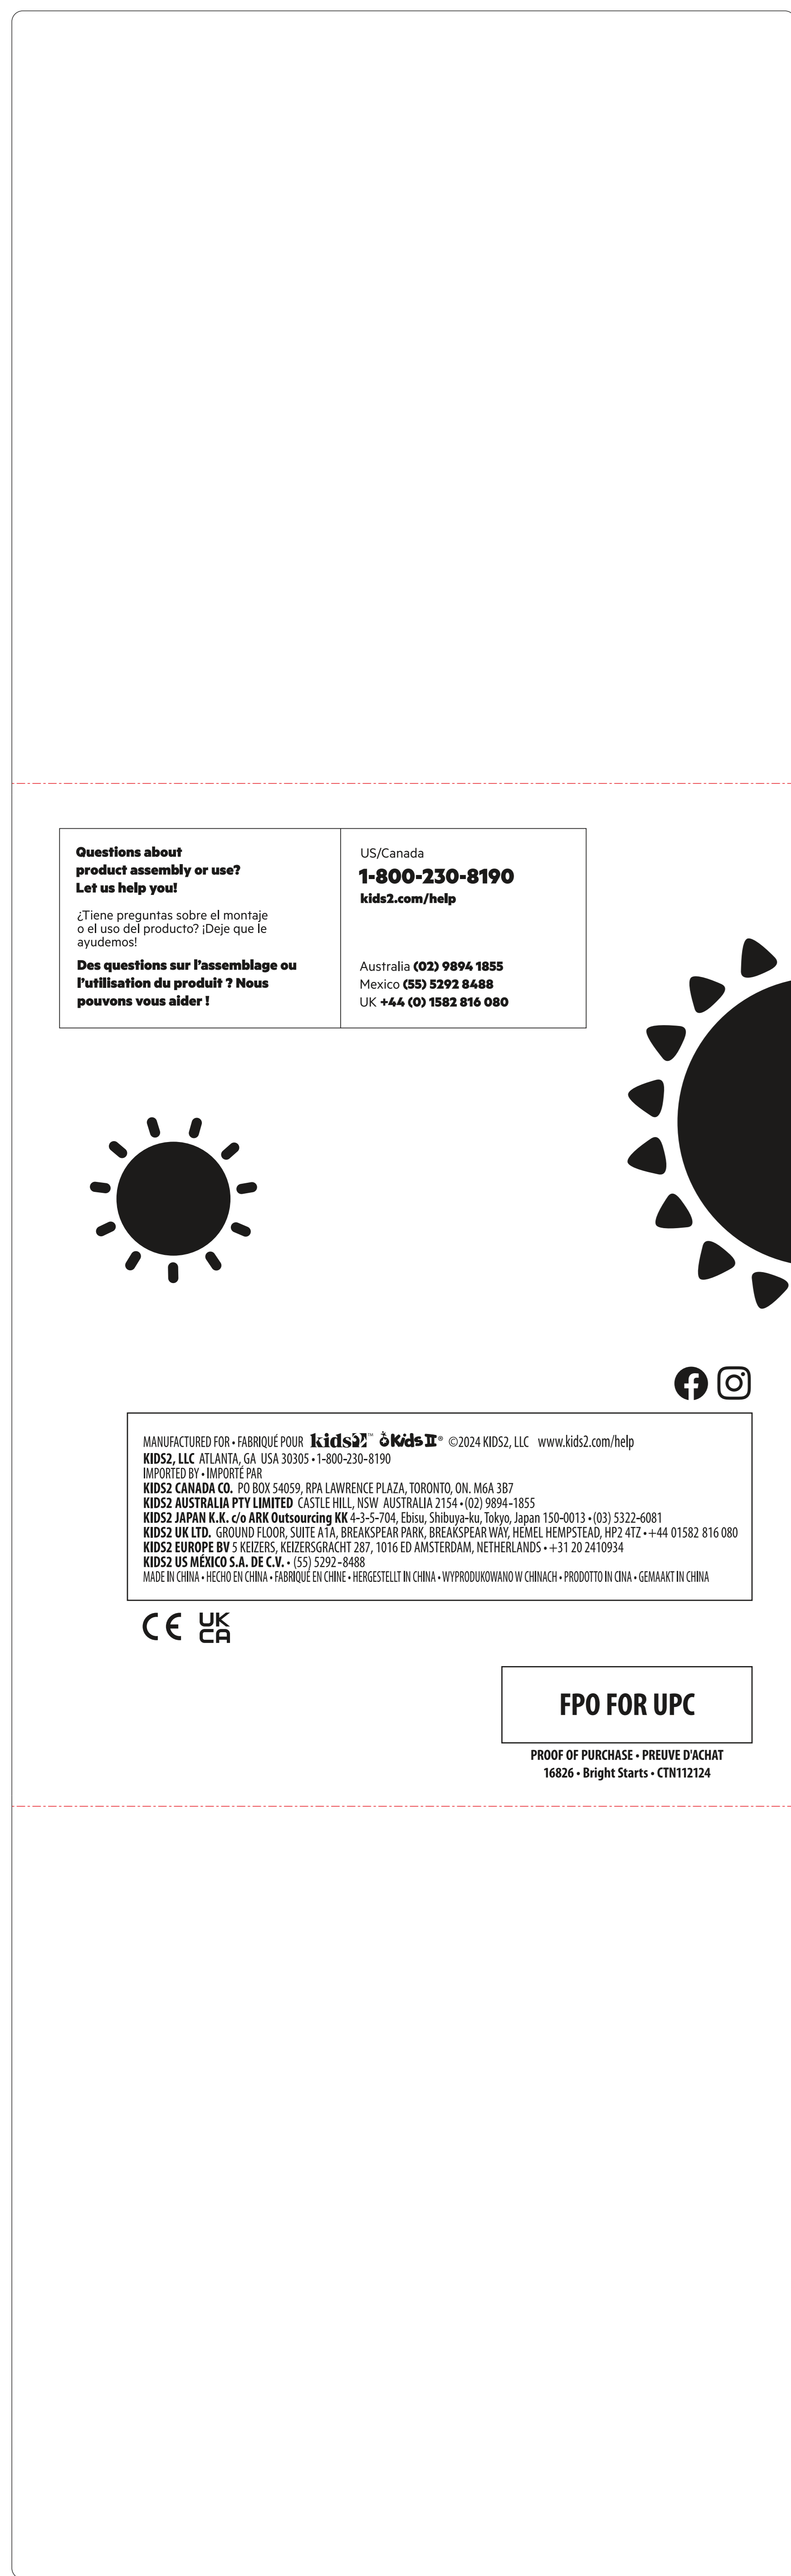 Questions about
product assembly or use?
Let us help you!
¿Tiene preguntas sobre el montaje
o el uso del producto? ¡Deje que le
ayudemos!
Des questions sur l’assemblage ou
l’utilisation du produit ? Nous
pouvons vous aider !
US/Canada
1-800-230-8190
kids2.com/help
Australia (02) 9894 1855
Mexico (55) 5292 8488
UK +44 (0) 1582 816 080
MANUFACTURED FOR • FABRIQUÉ POUR kids2™ Kids II® ©2024 KIDS2, LLC www.kids2.com/help
KIDS2, LLC ATLANTA, GA USA 30305 • 1-800-230-8190
IMPORTED BY • IMPORTÉ PAR
KIDS2 CANADA CO. PO BOX 54059, RPA LAWRENCE PLAZA, TORONTO, ON. M6A 3B7
KIDS2 AUSTRALIA PTY LIMITED CASTLE HILL, NSW AUSTRALIA 2154 • (02) 9894-1855
KIDS2 JAPAN K.K. c/o ARK Outsourcing KK 4-3-5-704, Ebisu, Shibuya-ku, Tokyo, Japan 150-0013 • (03) 5322-6081
KIDS2 UK LTD. GROUND FLOOR, SUITE A1A, BREAKSPEAR PARK, BREAKSPEAR WAY, HEMEL HEMPSTEAD, HP2 4TZ • +44 01582 816 080
KIDS2 EUROPE BV 5 KEIZERS, KEIZERSGRACHT 287, 1016 ED AMSTERDAM, NETHERLANDS • +31 20 2410934
KIDS2 US MÉXICO S.A. DE C.V. • (55) 5292-8488
MADE IN CHINA • HECHO EN CHINA • FABRIQUÉ EN CHINE • HERGESTELLT IN CHINA • WYPRODUKOWANO W CHINACH • PRODOTTO IN CINA • GEMAAKT IN CHINA
CE UK
CA
FPO FOR UPC
PROOF OF PURCHASE • PREUVE D'ACHAT
16826 • Bright Starts • CTN112124